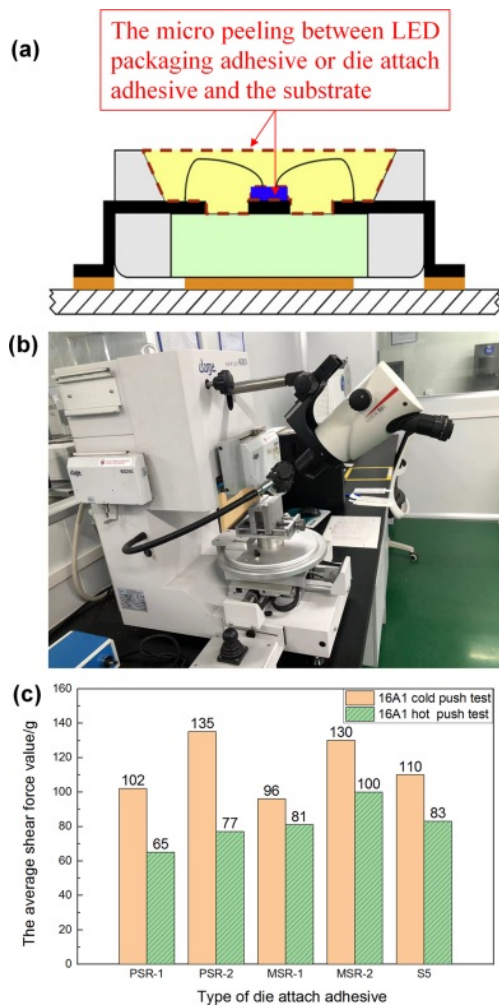 (a)
The micro peeling between LED
packaging adhesive or die attach
adhesive and the substrate
(b)
dage
4000
(c)
The average shear force value/g
160
140
120
100
80
60
40
20
0
16A1 cold push test
16A1 hot push test
102
65
135
77
96
81
130
100
110
83
PSR-1
PSR-2
MSR-1
MSR-2
S5
Type of die attach adhesive